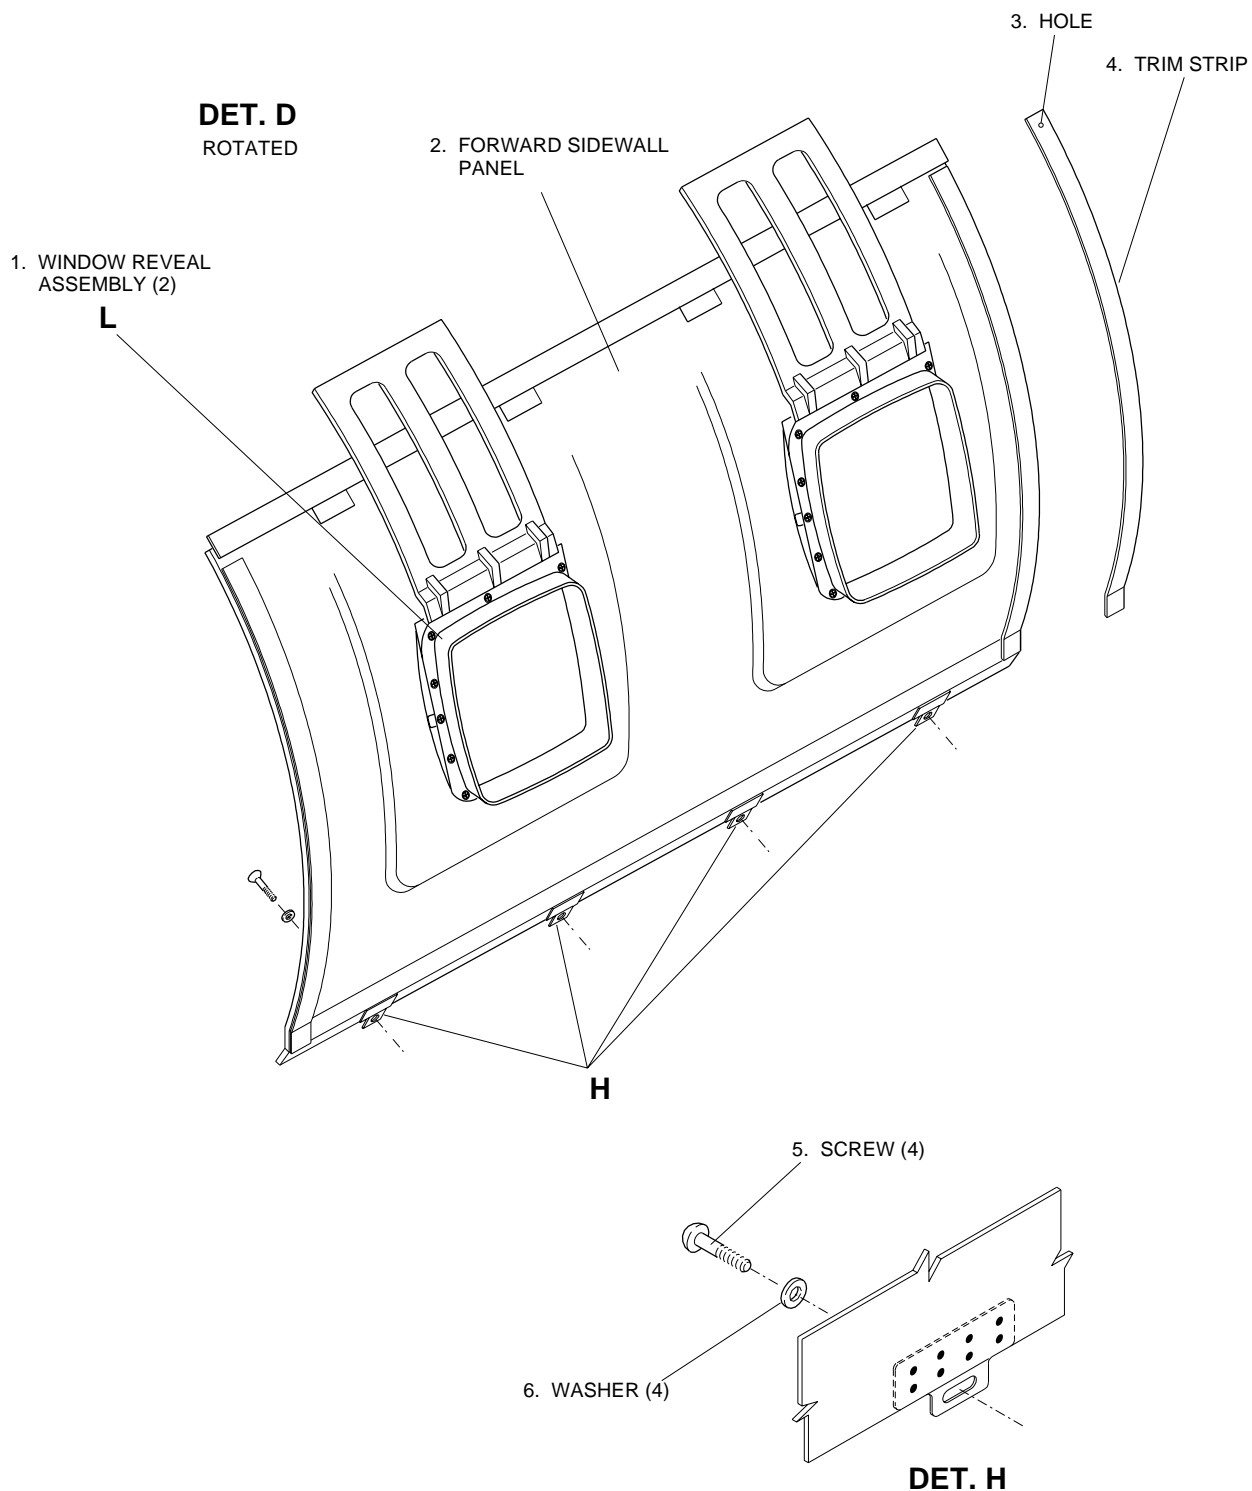 3. HOLE
4. TRIM STRIP
DET. D
ROTATED
2. FORWARD SIDEWALL
PANEL
1. WINDOW REVEAL
ASSEMBLY (2)
L
H
5. SCREW (4)
6. WASHER (4)
DET. H